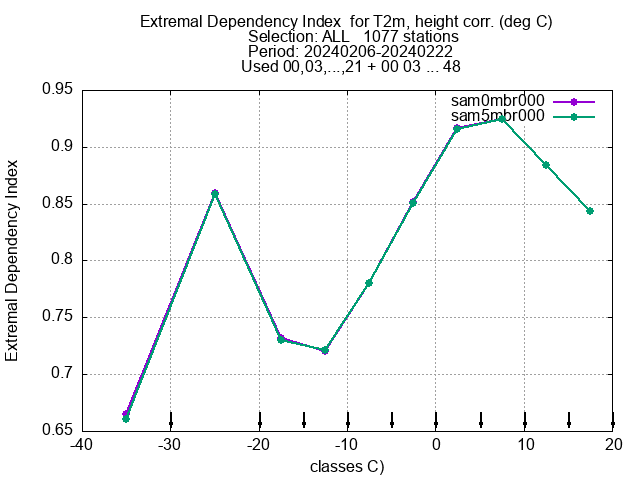 Extremal Dependency Index  for T2m, height corr. (deg C)
Selection: ALL   1077 stations
Period: 20240206-20240222
Used 00,03,...,21 + 00 03 ... 48
sam0mbr000
sam5mbr000
Extremal Dependency Index
0.95
0.9
0.85
0.8
0.75
0.7
0.65
-40 -30 -20 -10 0 10 20
classes C)